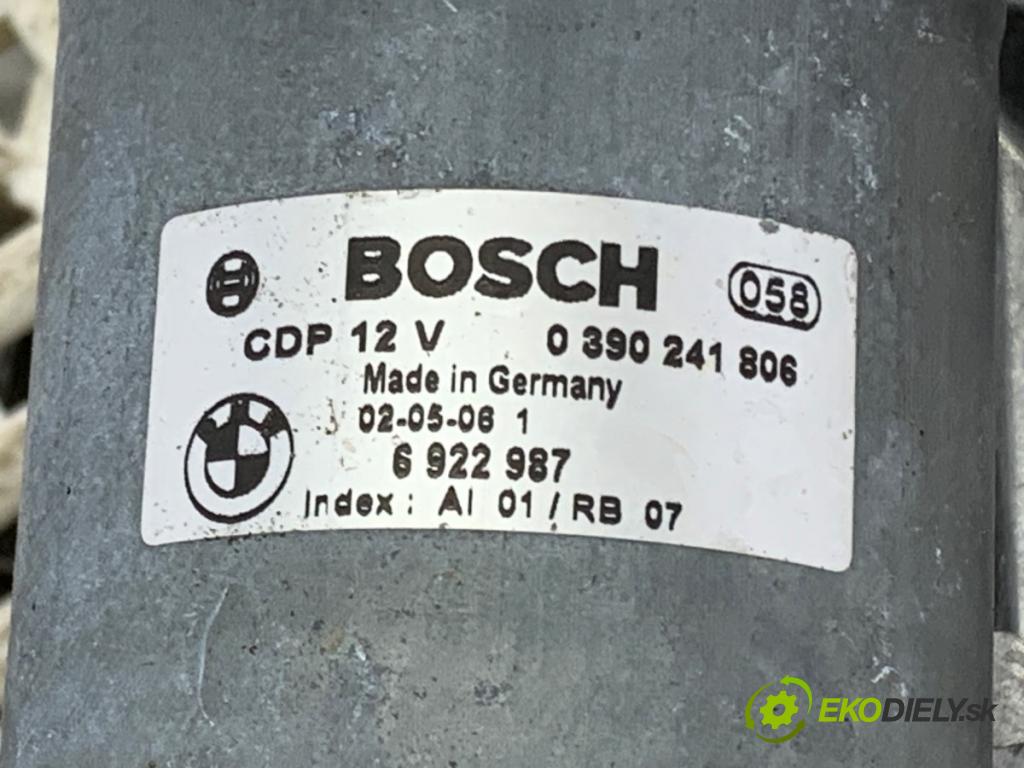 BOSCH 058
CDP 12 V 0 390 241 806
Made in Germany
02-05-06 1
6 922 987
Index : AI 01 / RB 07
EKODIELY.sk